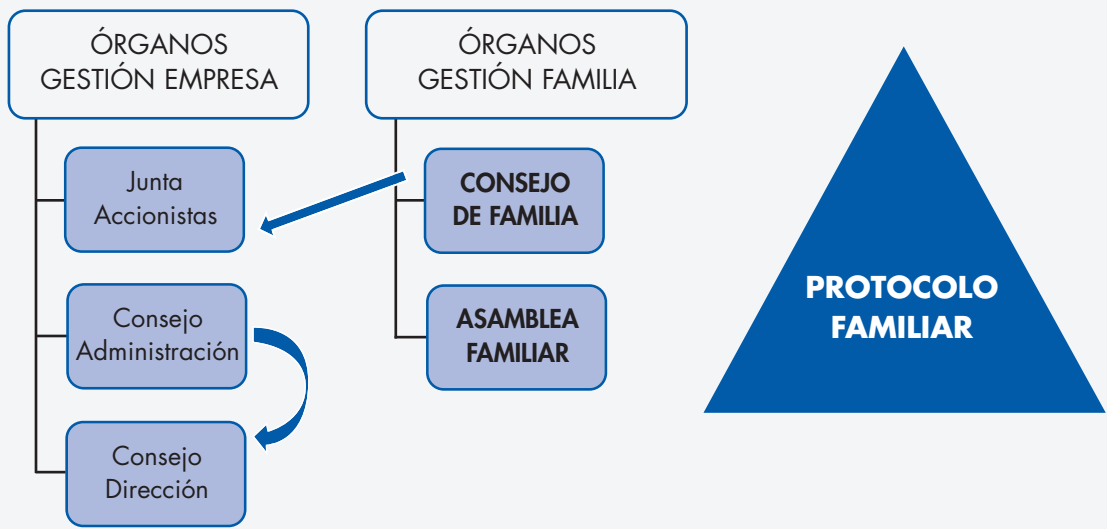 ÓRGANOS
GESTIÓN EMPRESA
Junta
Accionistas
Consejo
Administración
Consejo
Dirección
ÓRGANOS
GESTIÓN FAMILIA
CONSEJO
DE FAMILIA
ASAMBLEA
FAMILIAR
PROTOCOLO
FAMILIAR